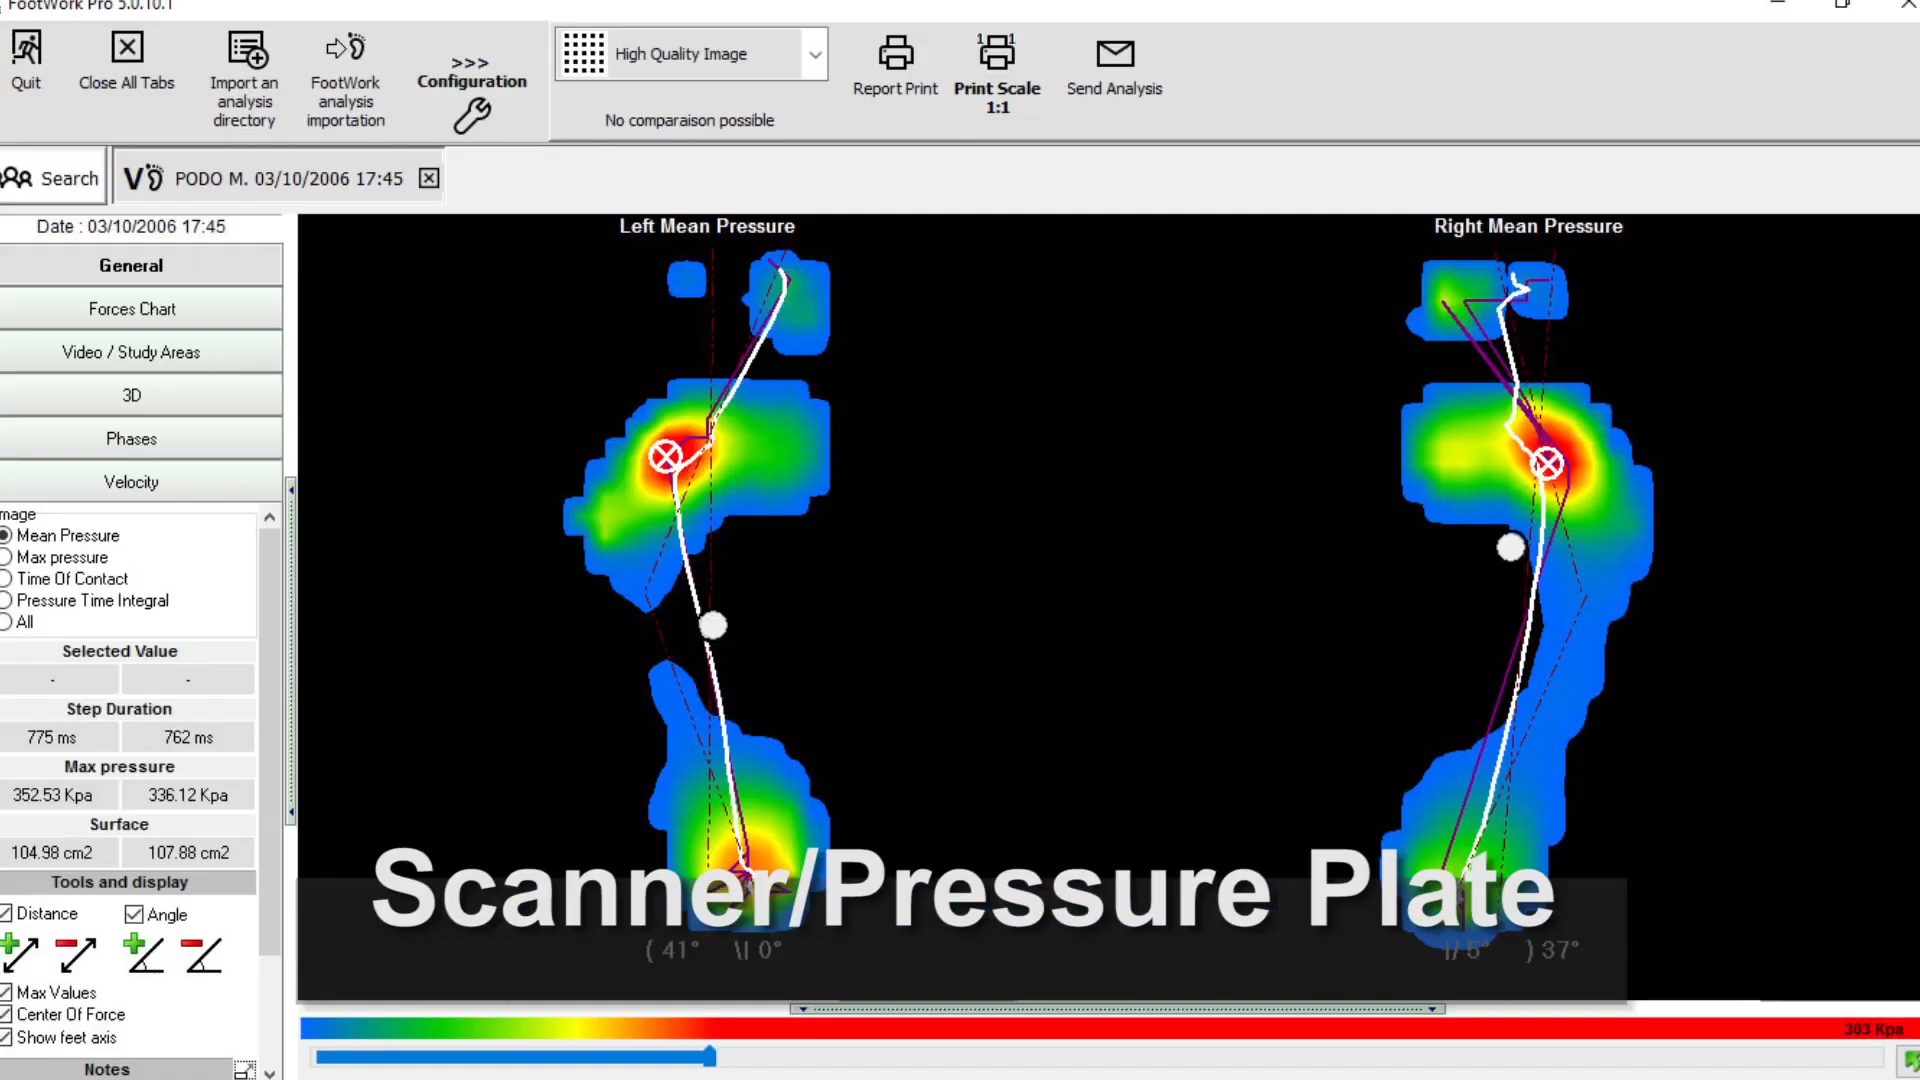 FootWork Pro 5.0.10.1
Quit
Close All Tabs
Import an
analysis
directory
FootWork
analysis
importation
>>>
Configuration
High Quality Image
No comparaison possible
Report Print
1 1
Print Scale
1:1
Send Analysis
Search
V
PODO M. 03/10/2006 17:45
Date : 03/10/2006 17:45
General
Forces Chart
Video / Study Areas
3D
Phases
Velocity
mage
Mean Pressure
Max pressure
Time Of Contact
Pressure Time Integral
All
Selected Value
- -
Step Duration
775 ms 762 ms
Max pressure
352.53 Kpa 336.12 Kpa
Surface
104.98 cm2 107.88 cm2
Tools and display
Distance Angle
Max Values
Center Of Force
Show feet axis
Notes
Left Mean Pressure
Right Mean Pressure
Scanner/Pressure Plate
( 41° \| 0°
|/ 5° ) 37°
303 Kpa